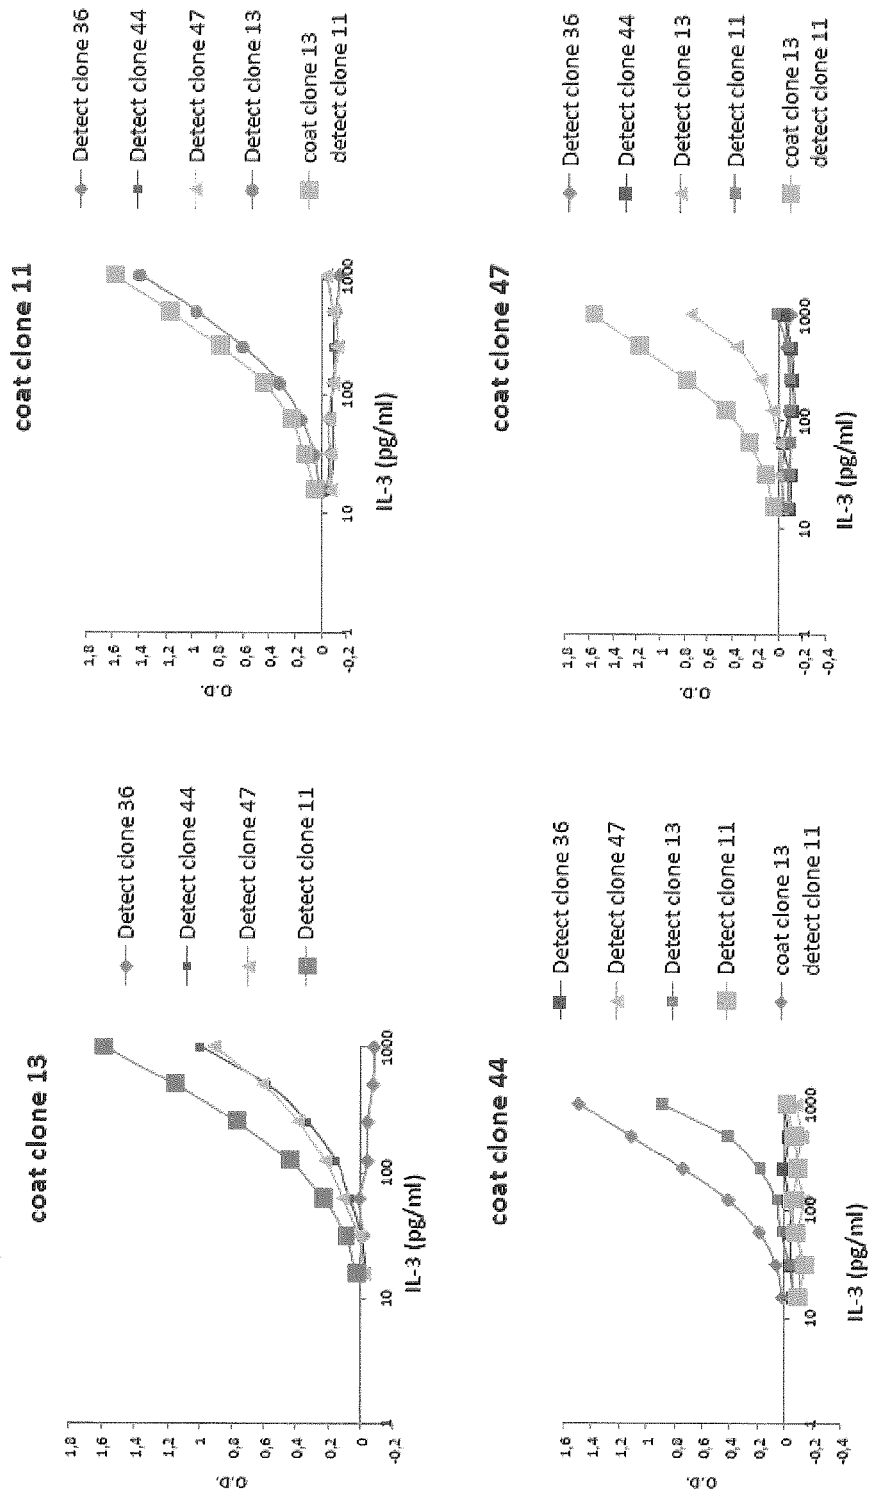 coat clone 13
1,8
1,6
1,4
1,2
1
0,8
0,6
0,4
0,2
0
-0,2
O.D.
1
10
100
1000
IL-3 (pg/ml)
Detect clone 36
Detect clone 44
Detect clone 47
Detect clone 11
coat clone 11
1,8
1,6
1,4
1,2
1
0,8
0,6
0,4
0,2
0
-0,2
O.D.
1
10
100
1000
IL-3 (pg/ml)
Detect clone 36
Detect clone 44
Detect clone 47
Detect clone 13
coat clone 13
detect clone 11
coat clone 44
1,6
1,4
1,2
1
0,8
0,6
0,4
0,2
0
-0,2
-0,4
O.D.
1
10
100
1000
IL-3 (pg/ml)
Detect clone 36
Detect clone 47
Detect clone 13
Detect clone 11
coat clone 13
detect clone 11
coat clone 47
1,8
1,6
1,4
1,2
1
0,8
0,6
0,4
0,2
0
-0,2
-0,4
O.D.
1
10
100
1000
IL-3 (pg/ml)
Detect clone 36
Detect clone 44
Detect clone 13
Detect clone 11
coat clone 13
detect clone 11